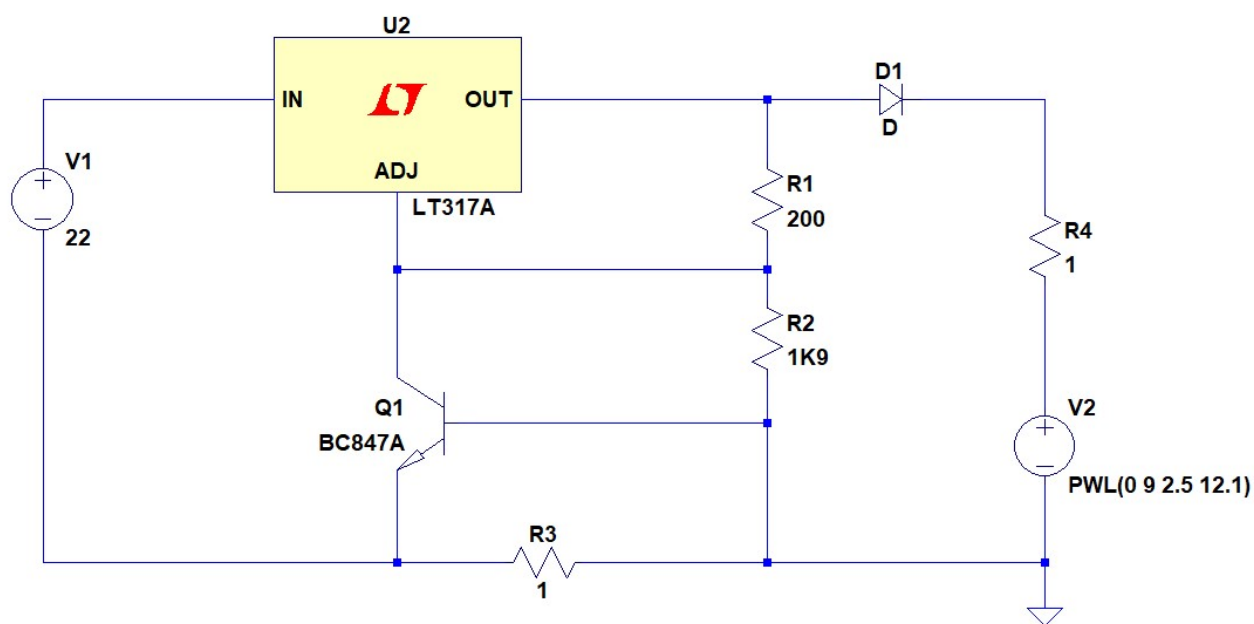 U2
IN
OUT
ADJ
LT317A
V1
22
D1
D
R1
200
R4
1
R2
1K9
Q1
BC847A
V2
PWL(0 9 2.5 12.1)
R3
1